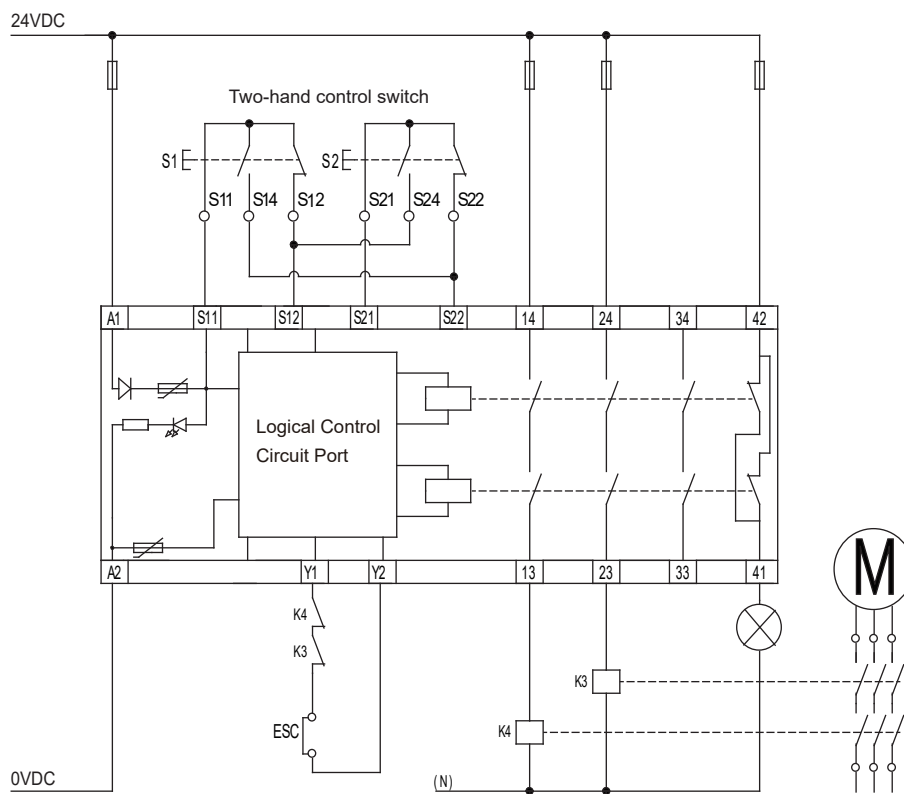 24VDC
Two-hand control switch
S1
S2
S11 S14 S12 S21 S24 S22
A1 S11 S12 S21 S22 14 24 34 42
Logical Control
Circuit Port
A2 Y1 Y2 13 23 33 41
M
K4
K3
K3
ESC
K4
0VDC
(N)